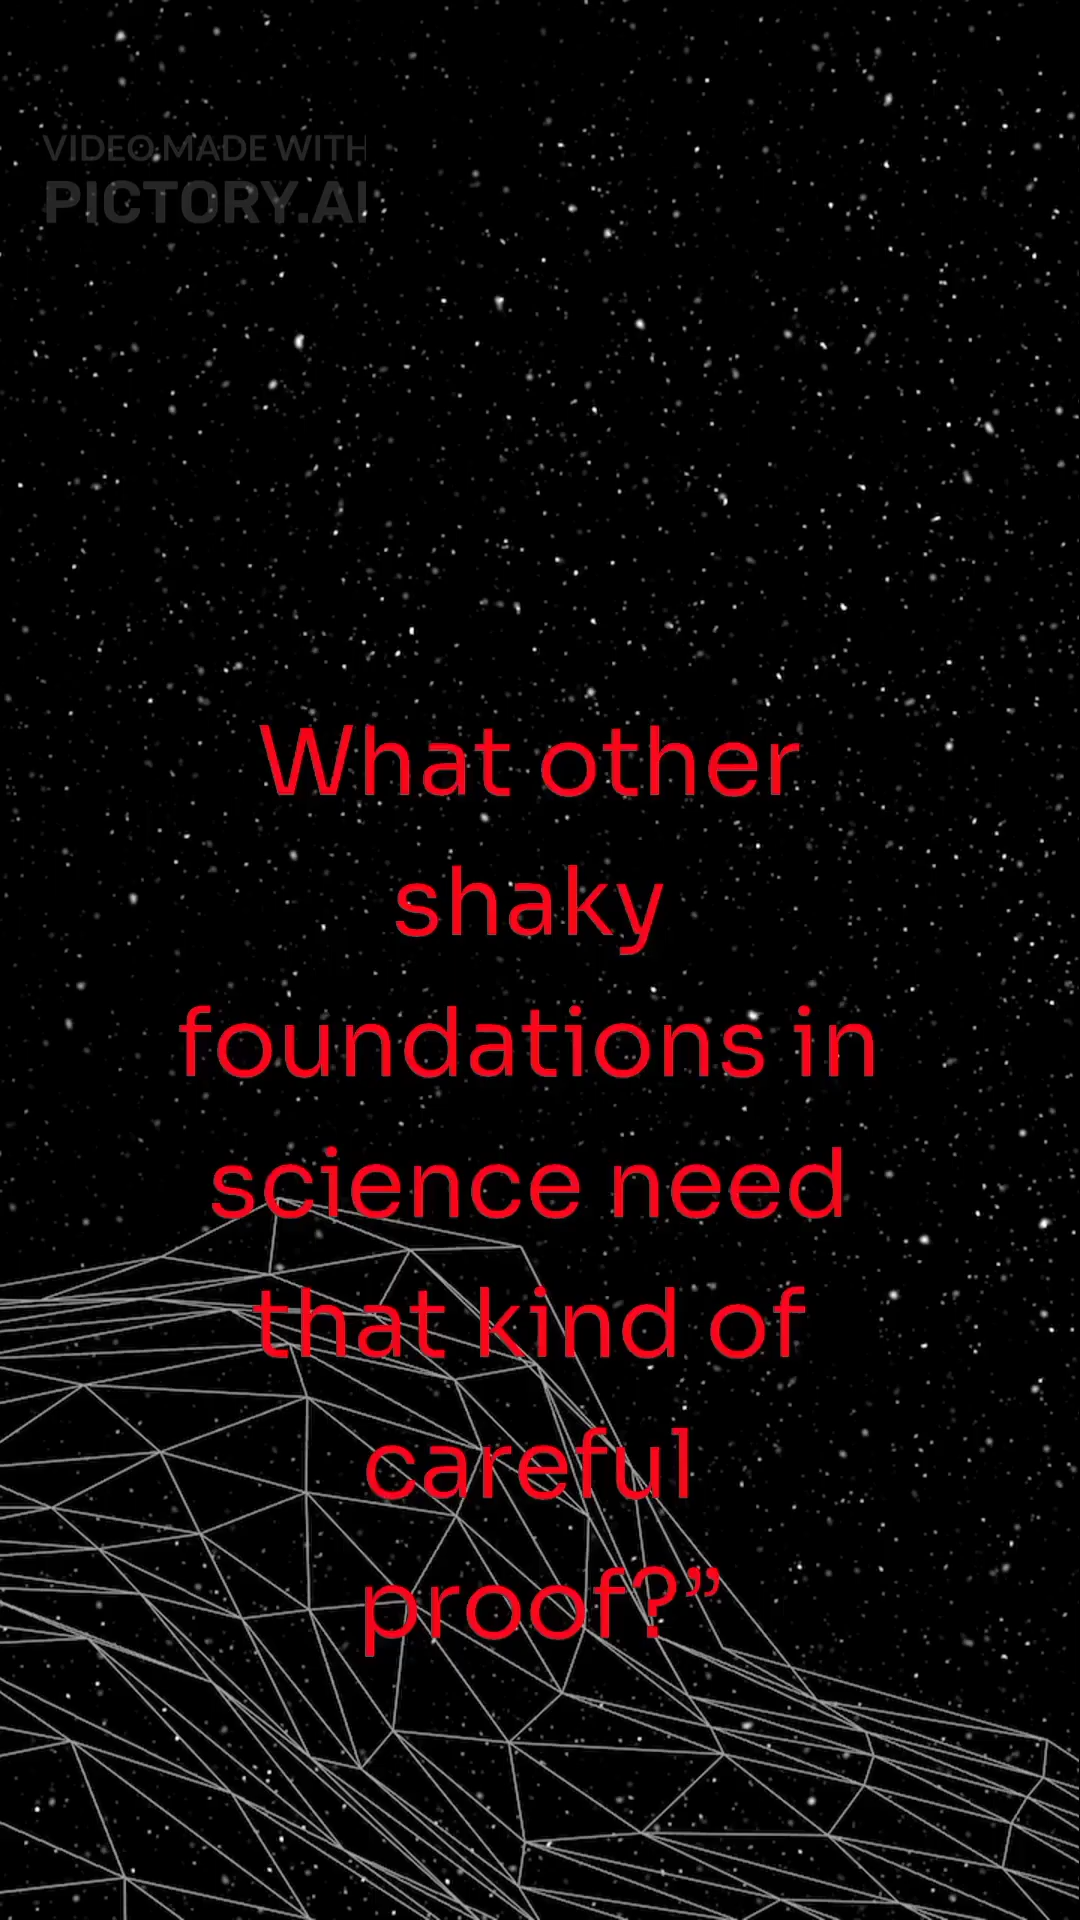 VIDEO MADE WITH
PICTORY.AI
What other
shaky
foundations in
science need
that kind of
careful
proof?”